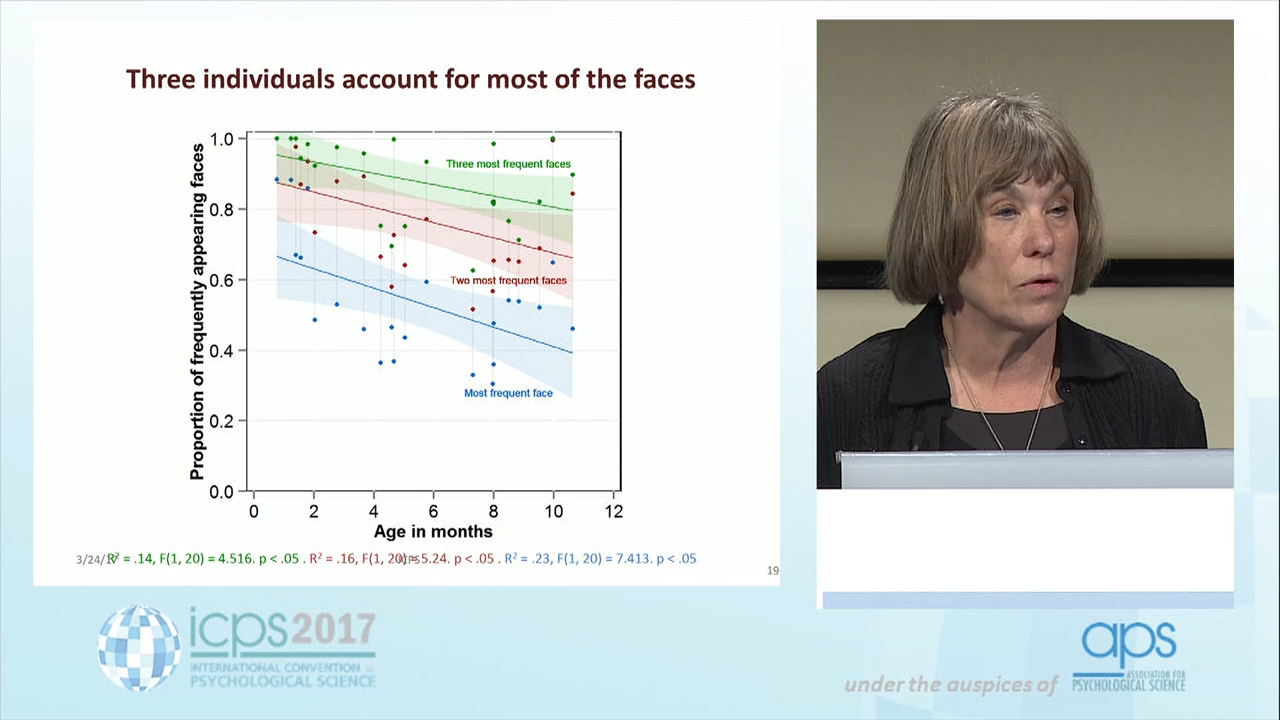 Three individuals account for most of the faces
Proportion of frequently appearing faces
1.0
0.8
0.6
0.4
0.2
0.0
Three most frequent faces
Two most frequent faces
Most frequent face
0 2 4 6 8 10 12
Age in months
R² = .14, F(1, 20) = 4.516. p < .05 . R² = .16, F(1, 20) = 5.24. p < .05 . R² = .23, F(1, 20) = 7.413. p < .05
19
icps2017
INTERNATIONAL CONVENTION
PSYCHOLOGICAL SCIENCE
under the auspices of
aps
ASSOCIATION FOR
PSYCHOLOGICAL SCIENCE